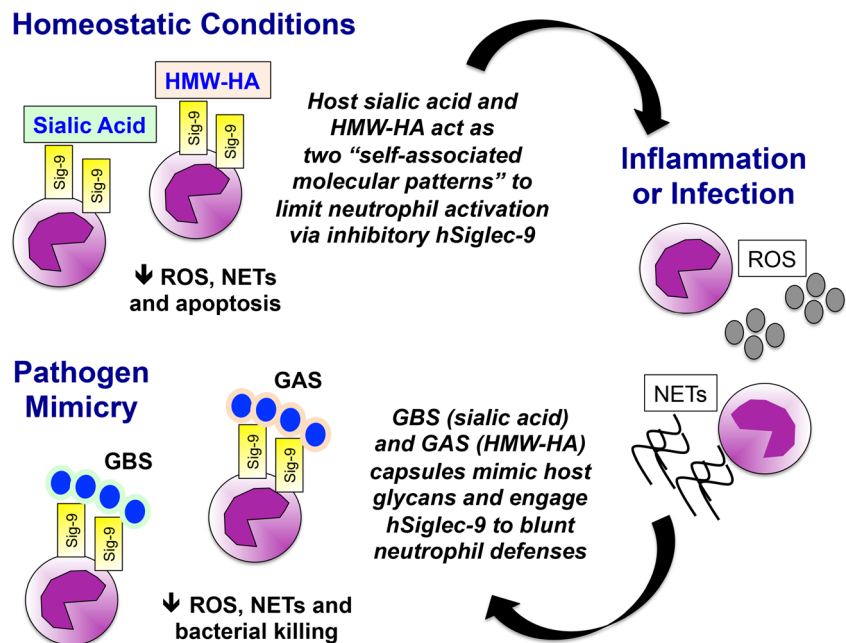 Homeostatic Conditions
HMW-HA
Sialic Acid
Sig-9
Sig-9
Sig-9
Sig-9
↓ ROS, NETs
and apoptosis
Host sialic acid and
HMW-HA act as
two “self-associated
molecular patterns” to
limit neutrophil activation
via inhibitory hSiglec-9
Inflammation
or Infection
ROS
NETs
Pathogen
Mimicry
GAS
GBS
Sig-9
Sig-9
Sig-9
Sig-9
↓ ROS, NETs and
bacterial killing
GBS (sialic acid)
and GAS (HMW-HA)
capsules mimic host
glycans and engage
hSiglec-9 to blunt
neutrophil defenses